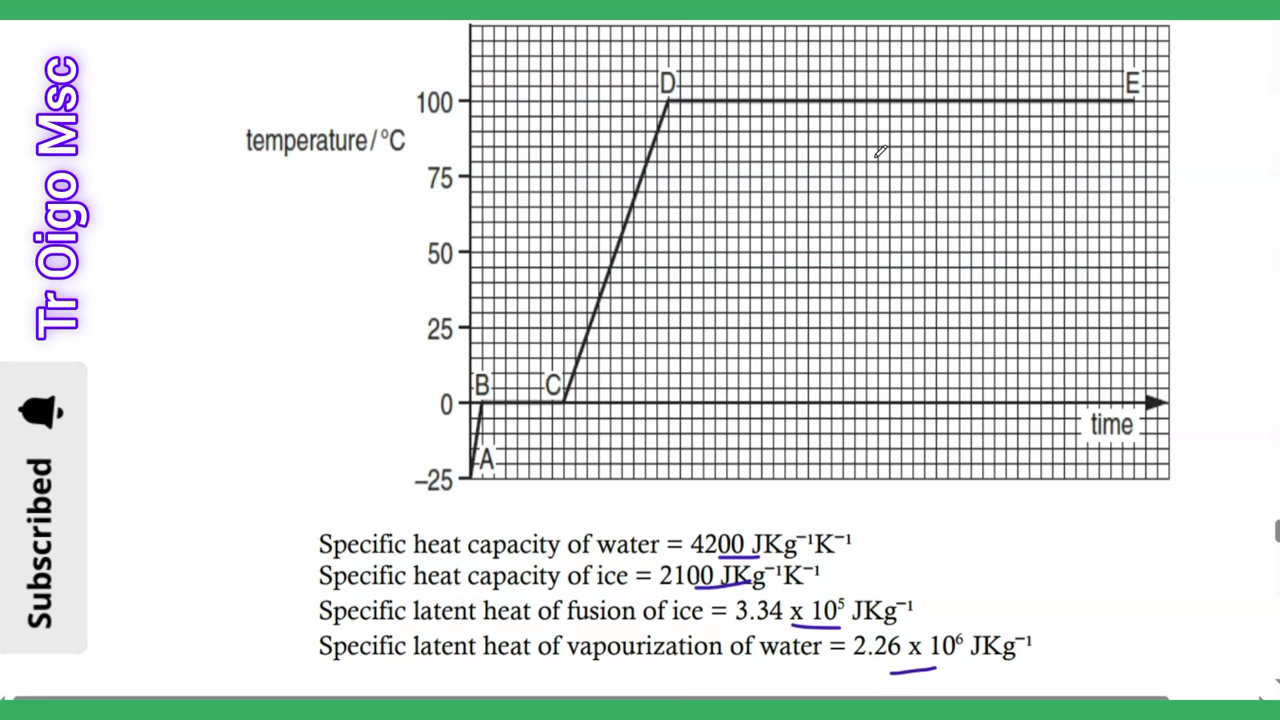 Tr Oigo Msc
Subscribed
temperature/°C
100
75
50
25
0
–25
A
B
C
D
E
time
Specific heat capacity of water = 4200 JKg⁻¹K⁻¹
Specific heat capacity of ice = 2100 JKg⁻¹K⁻¹
Specific latent heat of fusion of ice = 3.34 x 10⁵ JKg⁻¹
Specific latent heat of vapourization of water = 2.26 x 10⁶ JKg⁻¹